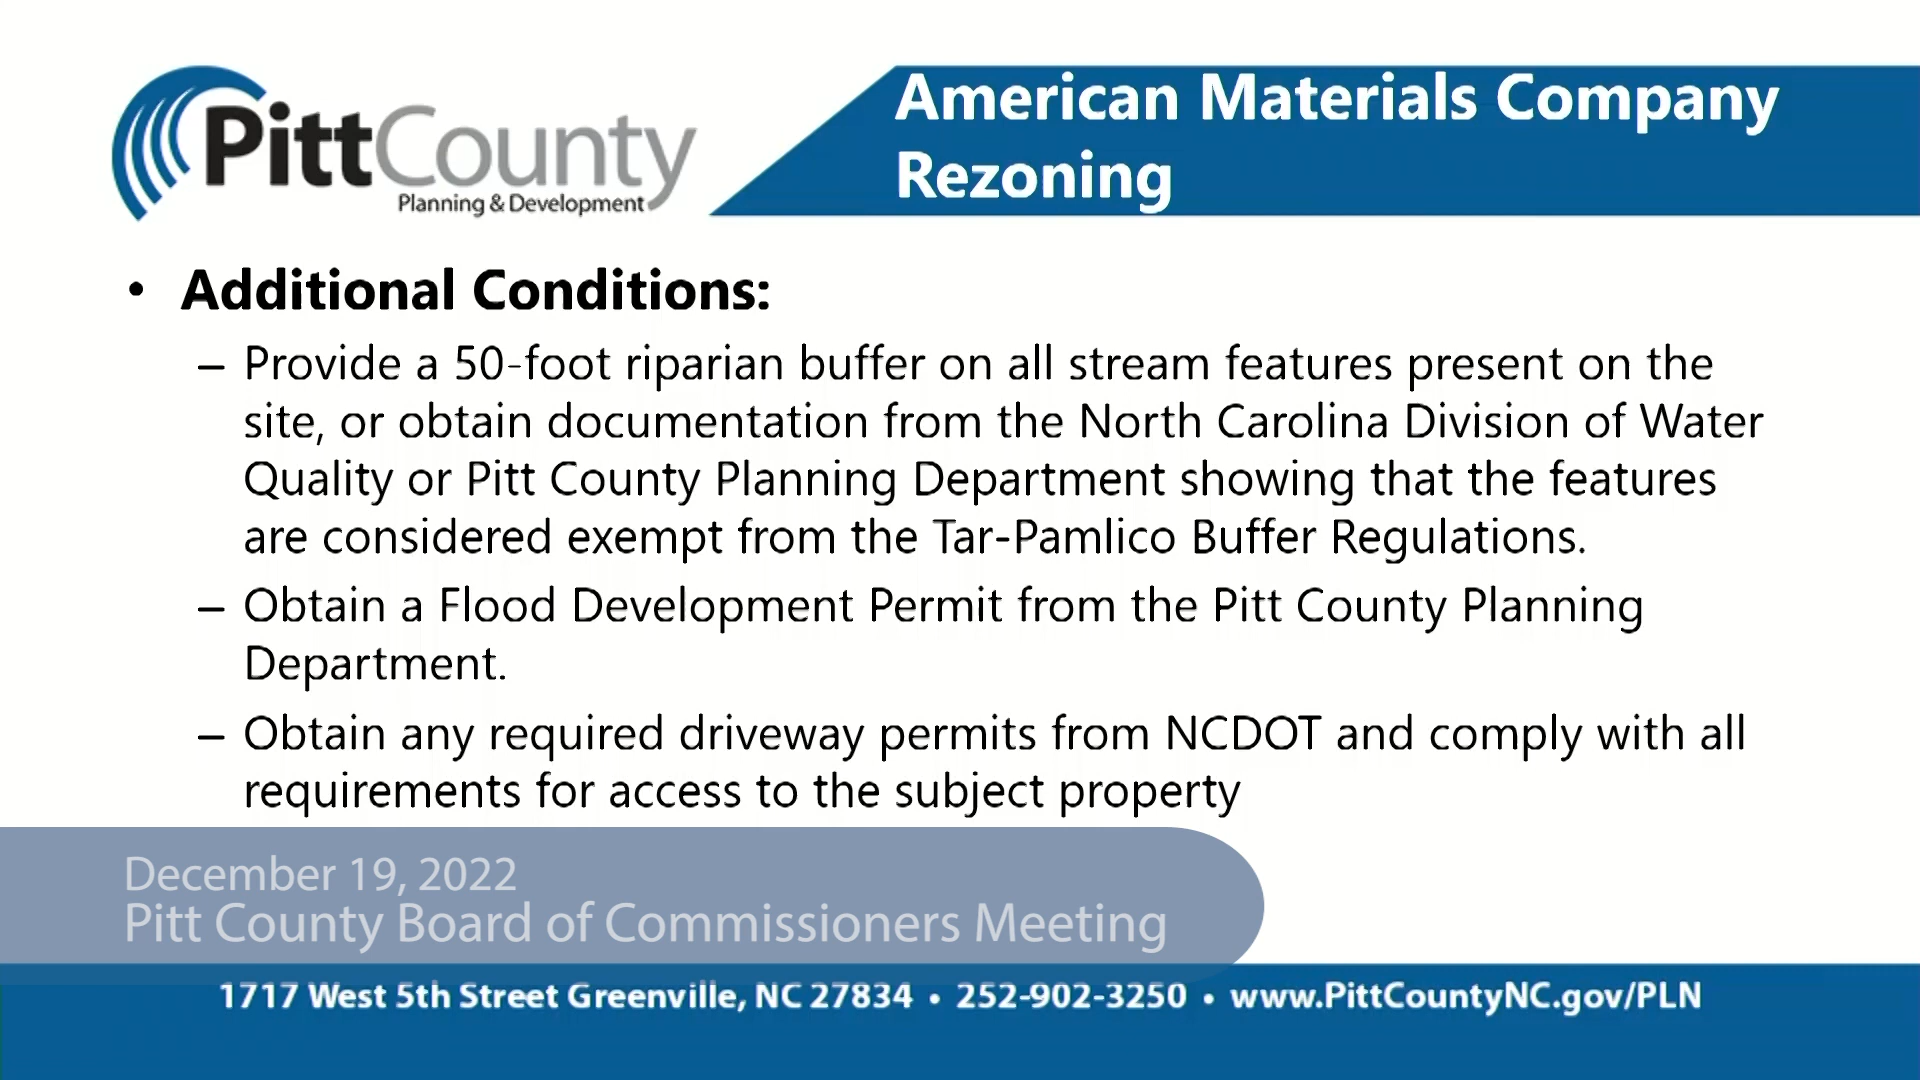 PittCounty
Planning & Development
American Materials Company
Rezoning
• Additional Conditions:
– Provide a 50-foot riparian buffer on all stream features present on the
site, or obtain documentation from the North Carolina Division of Water
Quality or Pitt County Planning Department showing that the features
are considered exempt from the Tar-Pamlico Buffer Regulations.
– Obtain a Flood Development Permit from the Pitt County Planning
Department.
– Obtain any required driveway permits from NCDOT and comply with all
requirements for access to the subject property
December 19, 2022
Pitt County Board of Commissioners Meeting
1717 West 5th Street Greenville, NC 27834 • 252-902-3250 • www.PittCountyNC.gov/PLN